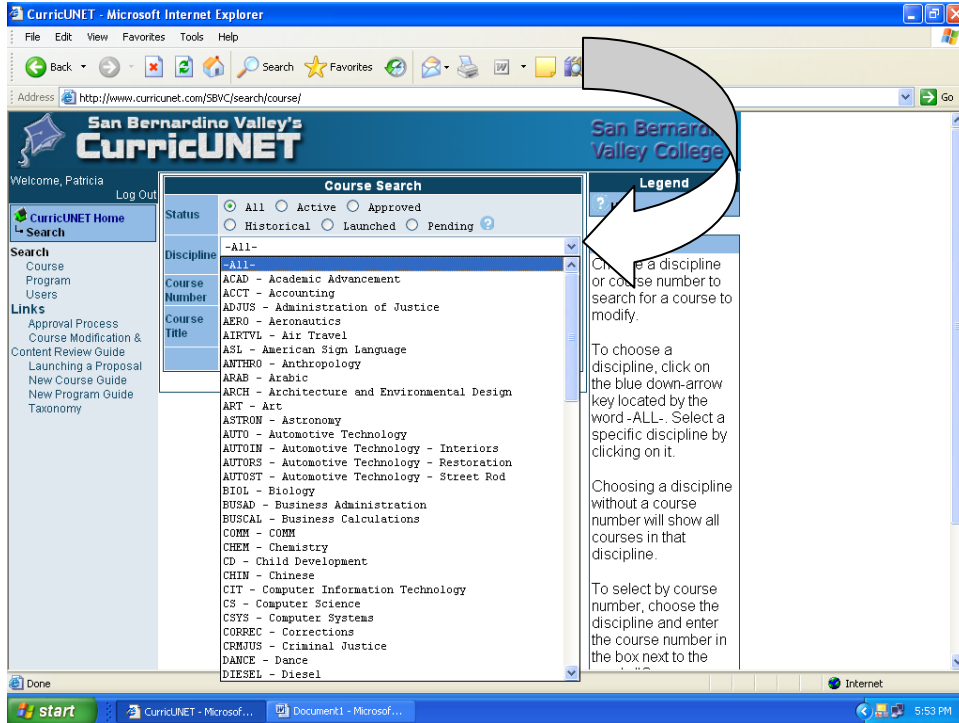 CurricUNET - Microsoft Internet Explorer
File Edit View Favorites Tools Help
Back Search Favorites
Address http://www.curricunet.com/SBVC/search/course/ Go
San Bernardino Valley's
CurricUNET
San Bernardi
Valley College
Welcome, Patricia
Log Out
CurricUNET Home
Search
Search
Course
Program
Users
Links
Approval Process
Course Modification &
Content Review Guide
Launching a Proposal
New Course Guide
New Program Guide
Taxonomy
Course Search
Status
All Active Approved
Historical Launched Pending ?
Discipline
-All-
Course
Number
Course
Title
-All-
ACAD - Academic Advancement
ACCT - Accounting
ADJUS - Administration of Justice
AERO - Aeronautics
AIRTVL - Air Travel
ASL - American Sign Language
ANTHRO - Anthropology
ARAB - Arabic
ARCH - Architecture and Environmental Design
ART - Art
ASTRON - Astronomy
AUTO - Automotive Technology
AUTOIN - Automotive Technology - Interiors
AUTORS - Automotive Technology - Restoration
AUTOST - Automotive Technology - Street Rod
BIOL - Biology
BUSAD - Business Administration
BUSCAL - Business Calculations
COMM - COMM
CHEM - Chemistry
CD - Child Development
CHIN - Chinese
CIT - Computer Information Technology
CS - Computer Science
CSYS - Computer Systems
CORREC - Corrections
CRMJUS - Criminal Justice
DANCE - Dance
DIESEL - Diesel
Legend
?
a discipline
or course number to
search for a course to
modify.
To choose a
discipline, click on
the blue down-arrow
key located by the
word -ALL-. Select a
specific discipline by
clicking on it.
Choosing a discipline
without a course
number will show all
courses in that
discipline.
To select by course
number, choose the
discipline and enter
the course number in
the box next to the
Done Internet
start CurricUNET - Microsof... Document1 - Microsof... 5:53 PM